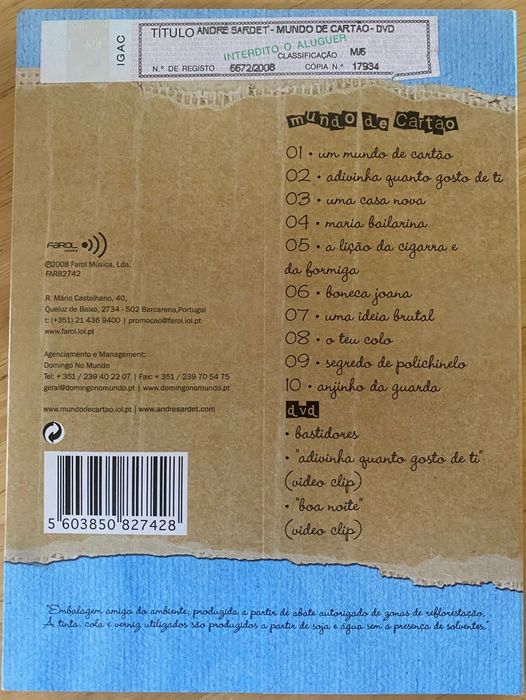 IGAC
TÍTULO ANDRE SARDET - MUNDO DE CARTÃO - DVD
INTERDITO O ALUGUER
CLASSIFICAÇÃO M/6
N.º DE REGISTO 6672/2008 CÓPIA N.º 17934
mundo de cartão
01 • um mundo de cartão
02 • adivinha quanto gosto de ti
03 • uma casa nova
04 • maria bailarina
05 • a lição da cigarra e
da formiga
06 • boneca joana
07 • uma ideia brutal
08 • o teu colo
09 • segredo de polichinelo
10 • anjinho da guarda
dvd
• bastidores
• "adivinha quanto gosto de ti"
(video clip)
• "boa noite"
(video clip)
FAROL
música
©2008 Farol Música, Lda.
FAR82742
R. Mário Castelhano, 40,
Queluz de Baixo, 2734 - 502 Barcarena,Portugal
t: (+351) 21 436 9400 | promocao@farol.iol.pt
www.farol.iol.pt
Agenciamento e Management:
Domingo No Mundo
Tel: + 351 / 239 40 22 07 | Fax: + 351 / 239 70 54 75
geral@domingonomundo.pt | www.domingonomundo.pt
www.mundodecartao.iol.pt | www.andresardet.com
5 603850 827428
"Embalagem amiga do ambiente; produzida a partir de abate autorizado de zonas de reflorestação.
A tinta, cola e verniz utilizados são produzidos a partir de soja e água sem a presença de solventes."